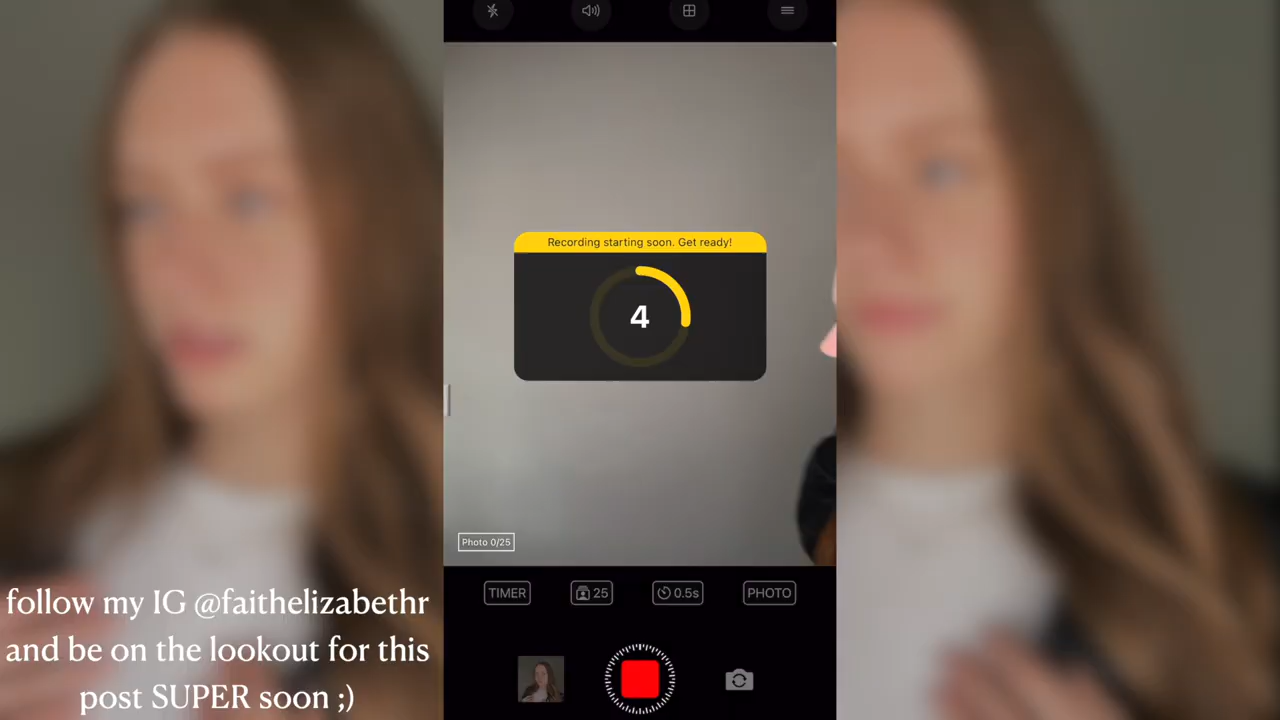 Recording starting soon. Get ready!
4
Photo 0/25
TIMER
25
0.5s
PHOTO
follow my IG @faithelizabethr
and be on the lookout for this
post SUPER soon ;)